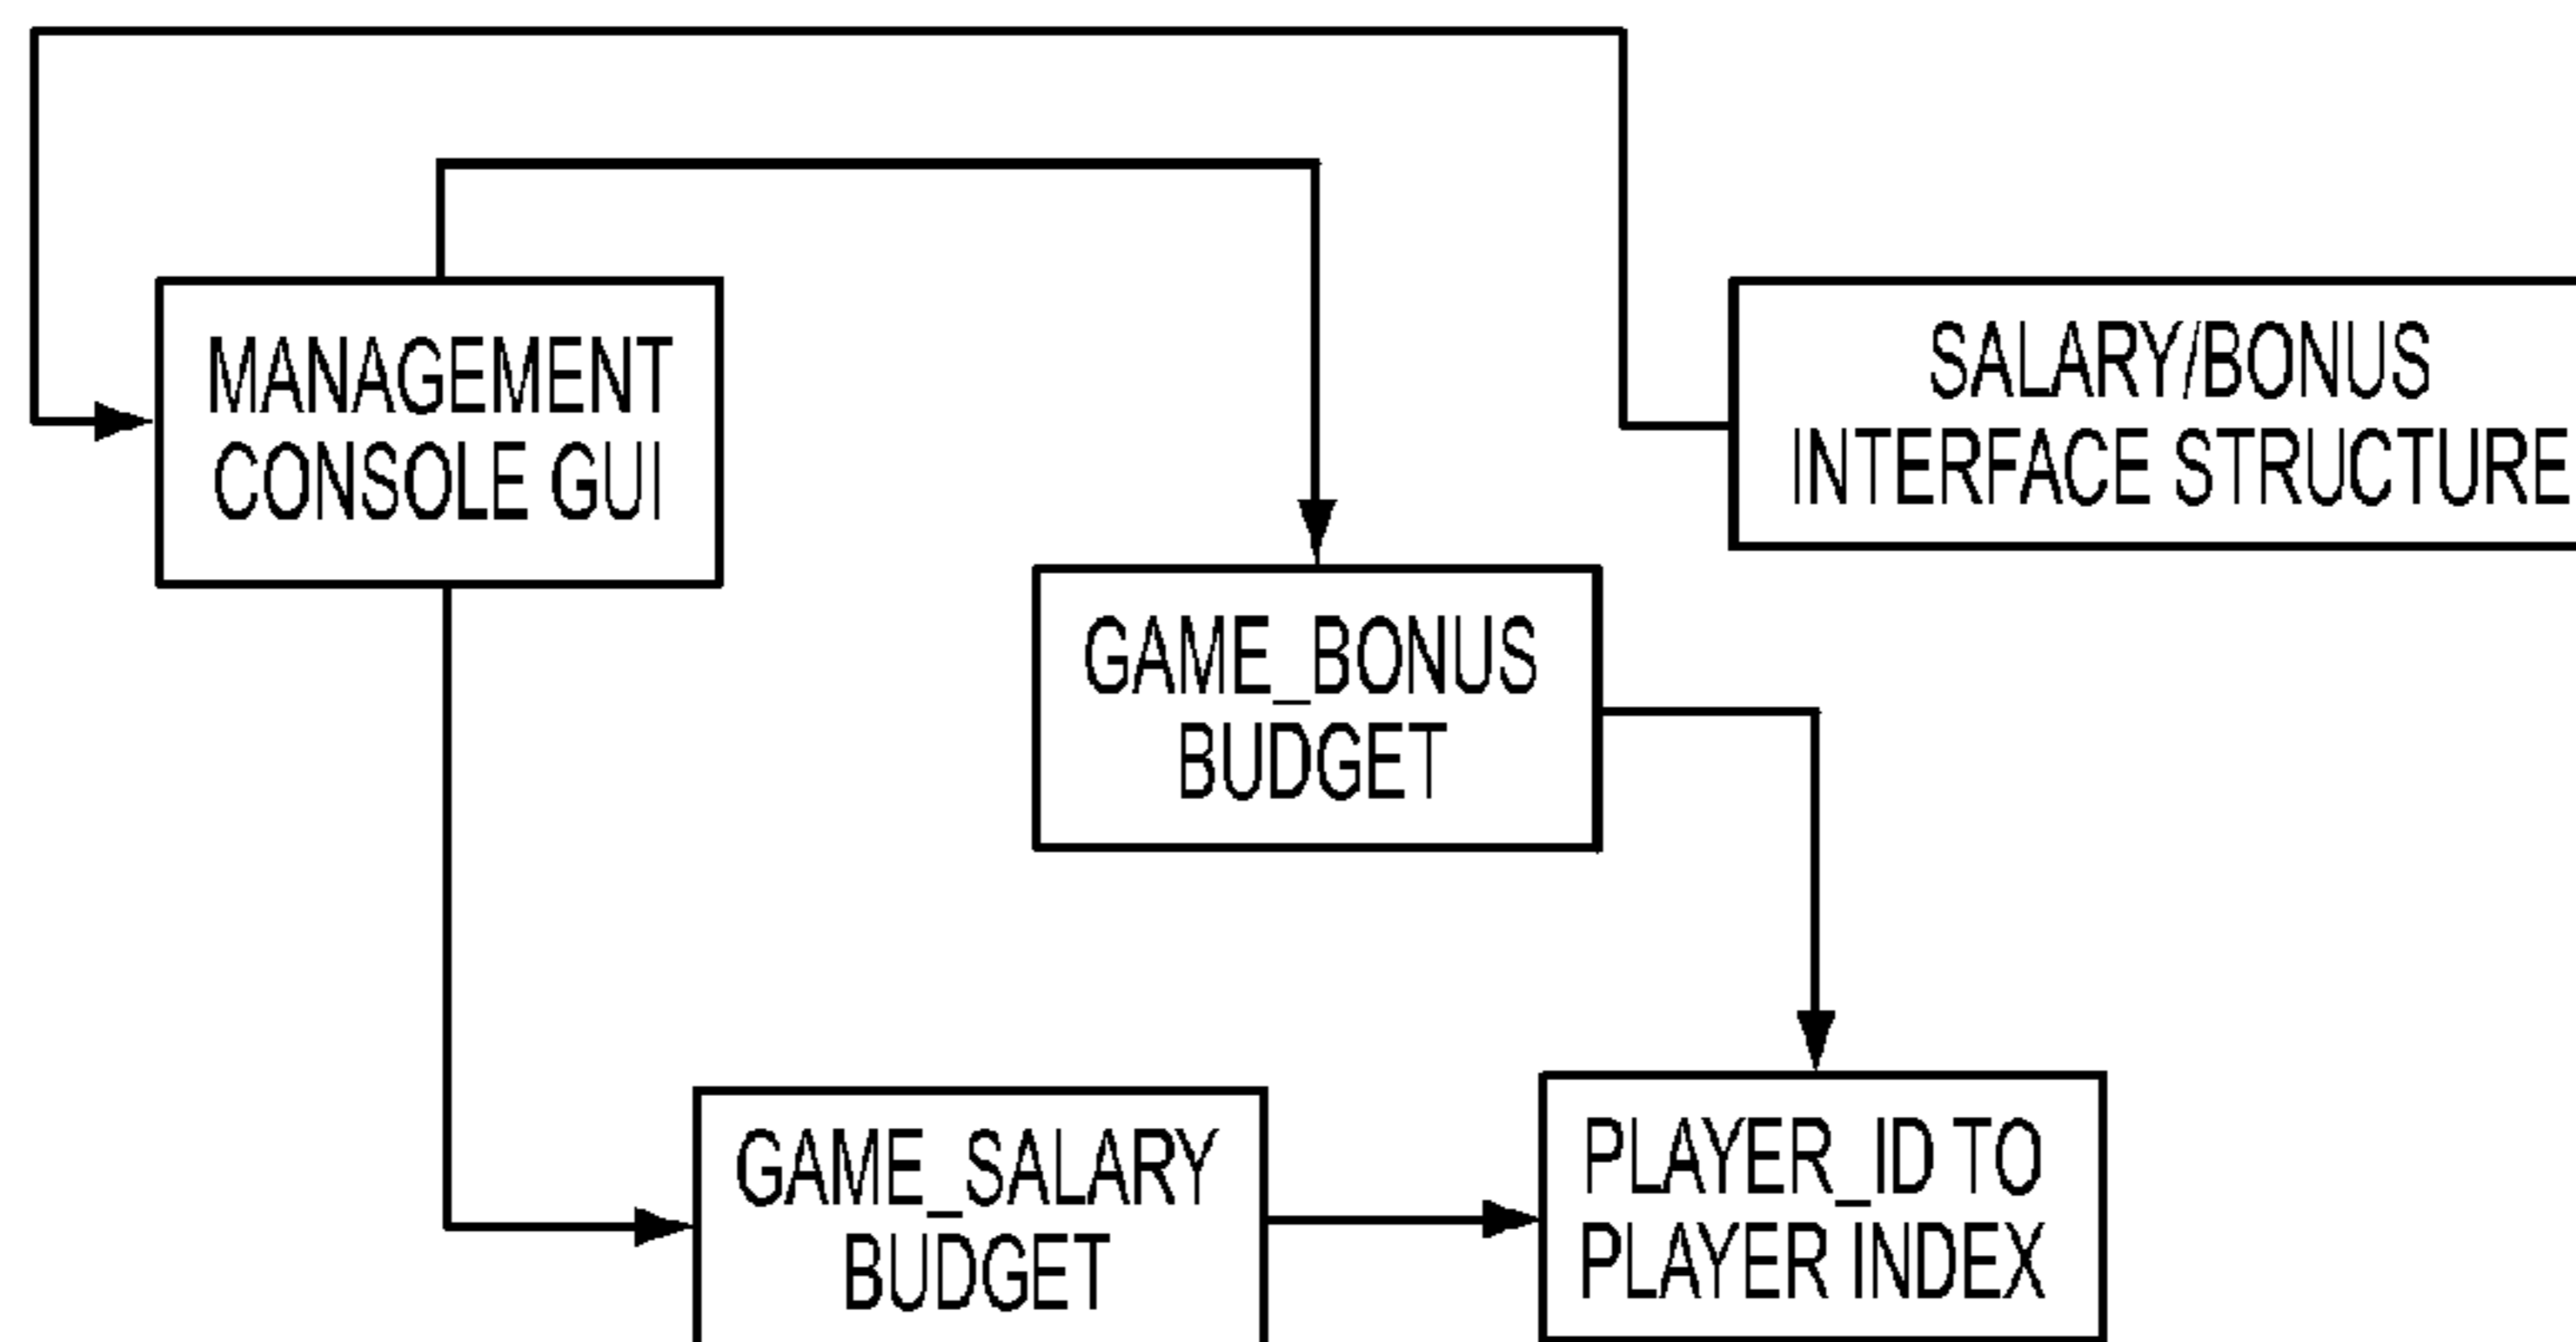 MANAGEMENT
CONSOLE GUI
SALARY/BONUS
INTERFACE STRUCTURE
GAME_BONUS
BUDGET
GAME_SALARY
BUDGET
PLAYER_ID TO
PLAYER INDEX